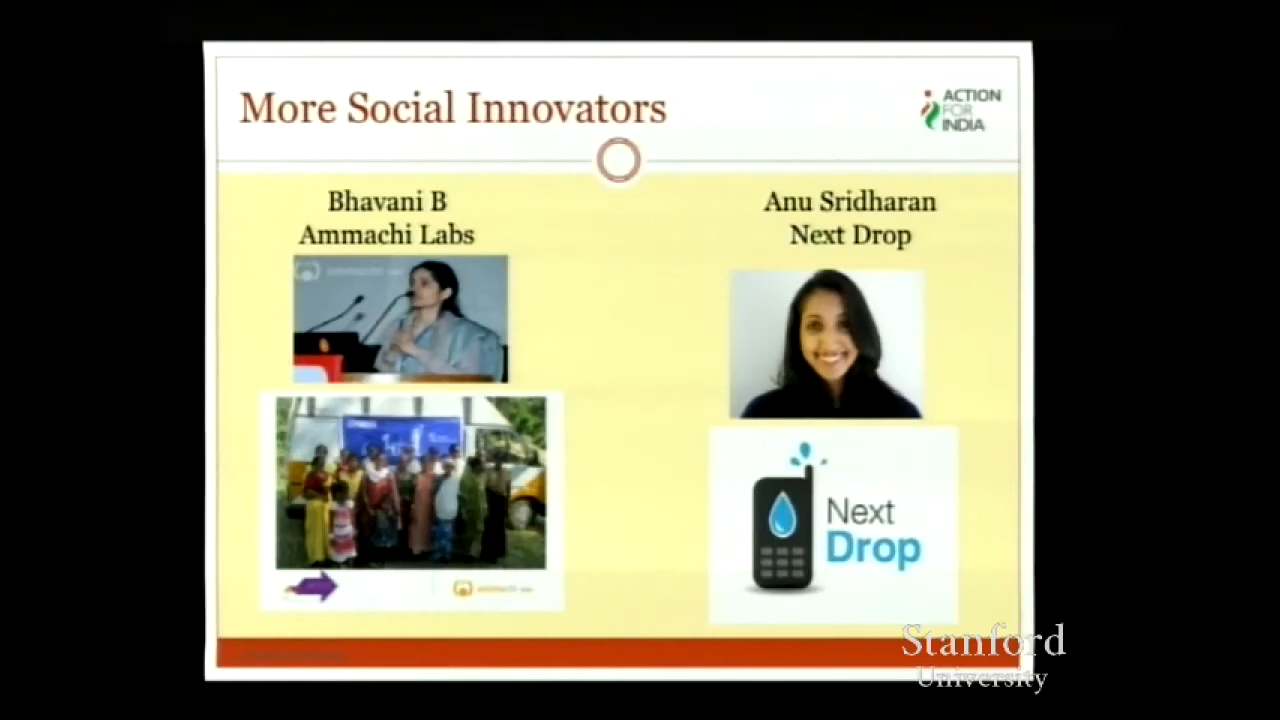 More Social Innovators
ACTION
FOR
INDIA
Bhavani B
Ammachi Labs
Anu Sridharan
Next Drop
Next
Drop
Stanford
University